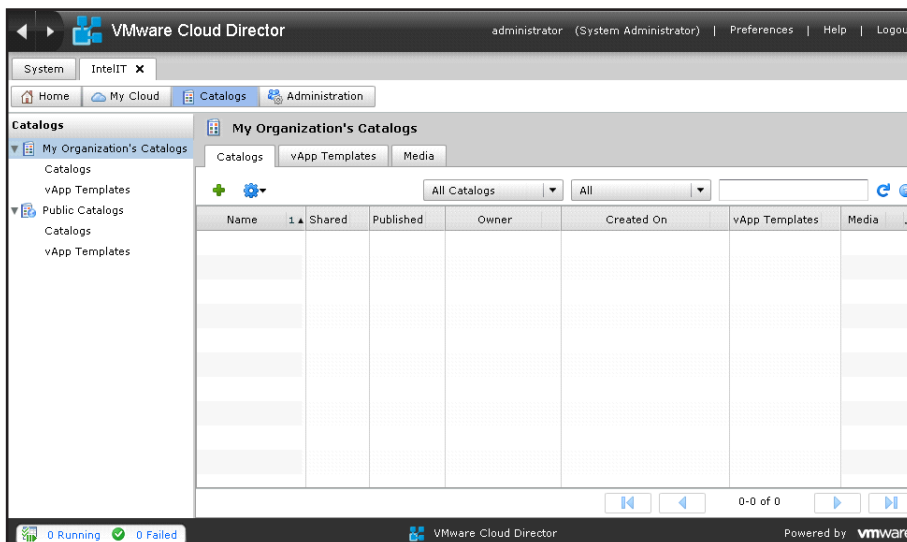 VMware Cloud Director
administrator (System Administrator) | Preferences | Help | Logou
System
IntelIT X
Home
My Cloud
Catalogs
Administration
Catalogs
My Organization's Catalogs
Catalogs
vApp Templates
Public Catalogs
Catalogs
vApp Templates
My Organization's Catalogs
Catalogs
vApp Templates
Media
All Catalogs
All
Name 1 ▲ Shared Published Owner Created On vApp Templates Media
0-0 of 0
0 Running 0 Failed
VMware Cloud Director
Powered by vmware